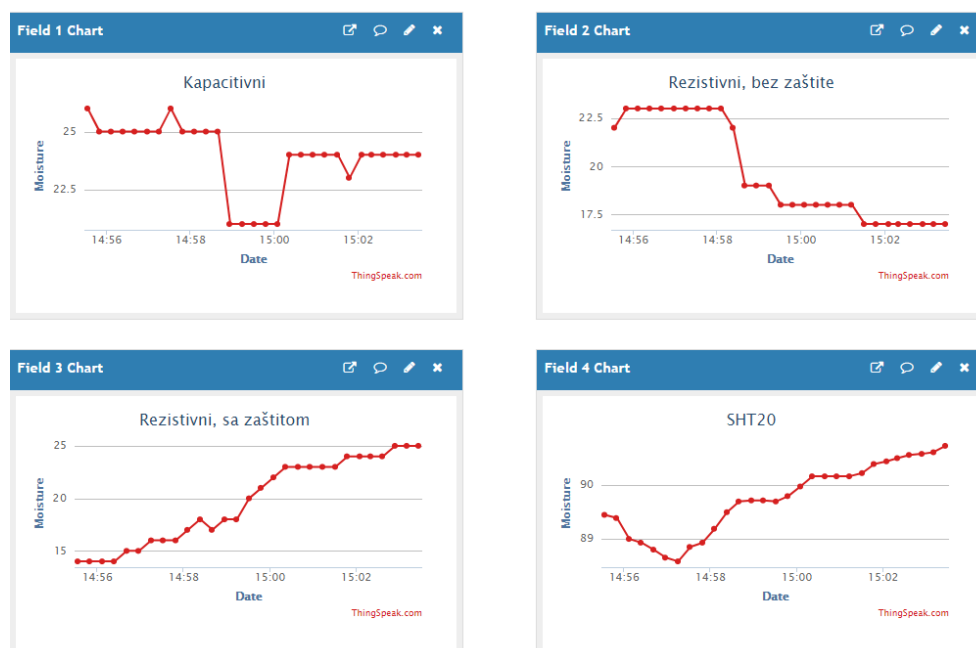 Field 1 Chart
Kapacitivni
25
22.5
Moisture
14:56 14:58 15:00 15:02
Date
ThingSpeak.com
Field 2 Chart
Rezistivni, bez zaštite
22.5
20
17.5
Moisture
14:56 14:58 15:00 15:02
Date
ThingSpeak.com
Field 3 Chart
Rezistivni, sa zaštitom
25
20
15
Moisture
14:56 14:58 15:00 15:02
Date
ThingSpeak.com
Field 4 Chart
SHT20
90
89
Moisture
14:56 14:58 15:00 15:02
Date
ThingSpeak.com